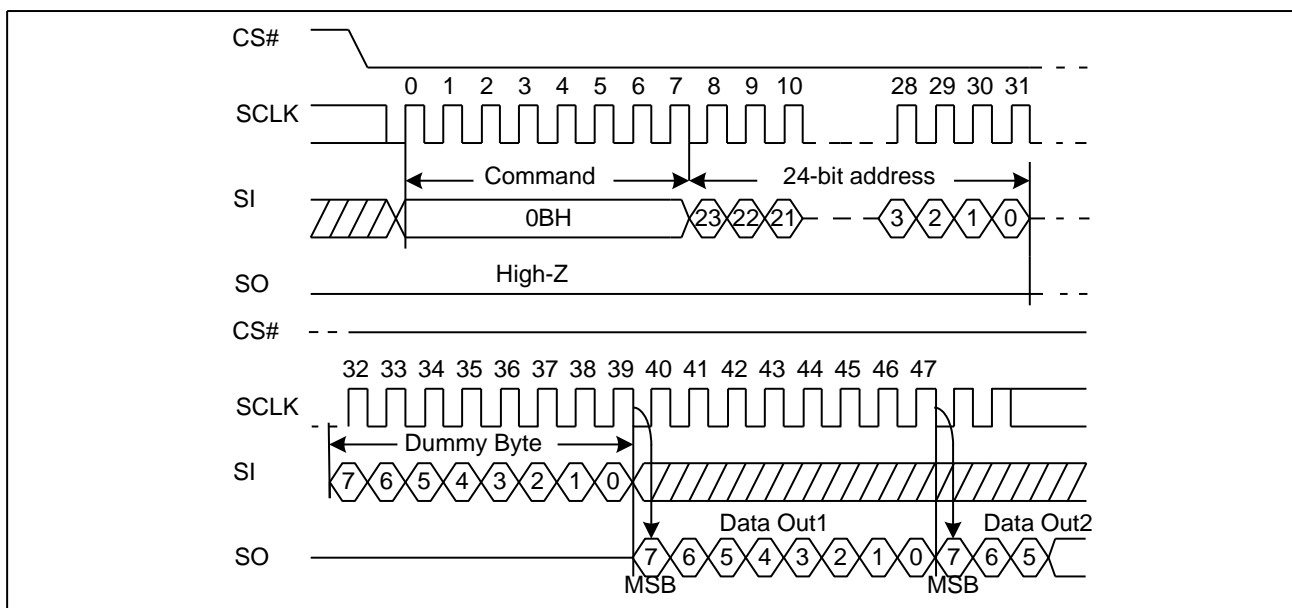 CS#
0 1 2 3 4 5 6 7 8 9 10 28 29 30 31
SCLK
Command 24-bit address
SI
0BH 23 22 21 3 2 1 0
High-Z
SO
CS#
32 33 34 35 36 37 38 39 40 41 42 43 44 45 46 47
SCLK
Dummy Byte
SI
7 6 5 4 3 2 1 0
Data Out1 Data Out2
SO
7 6 5 4 3 2 1 0 7 6 5
MSB MSB